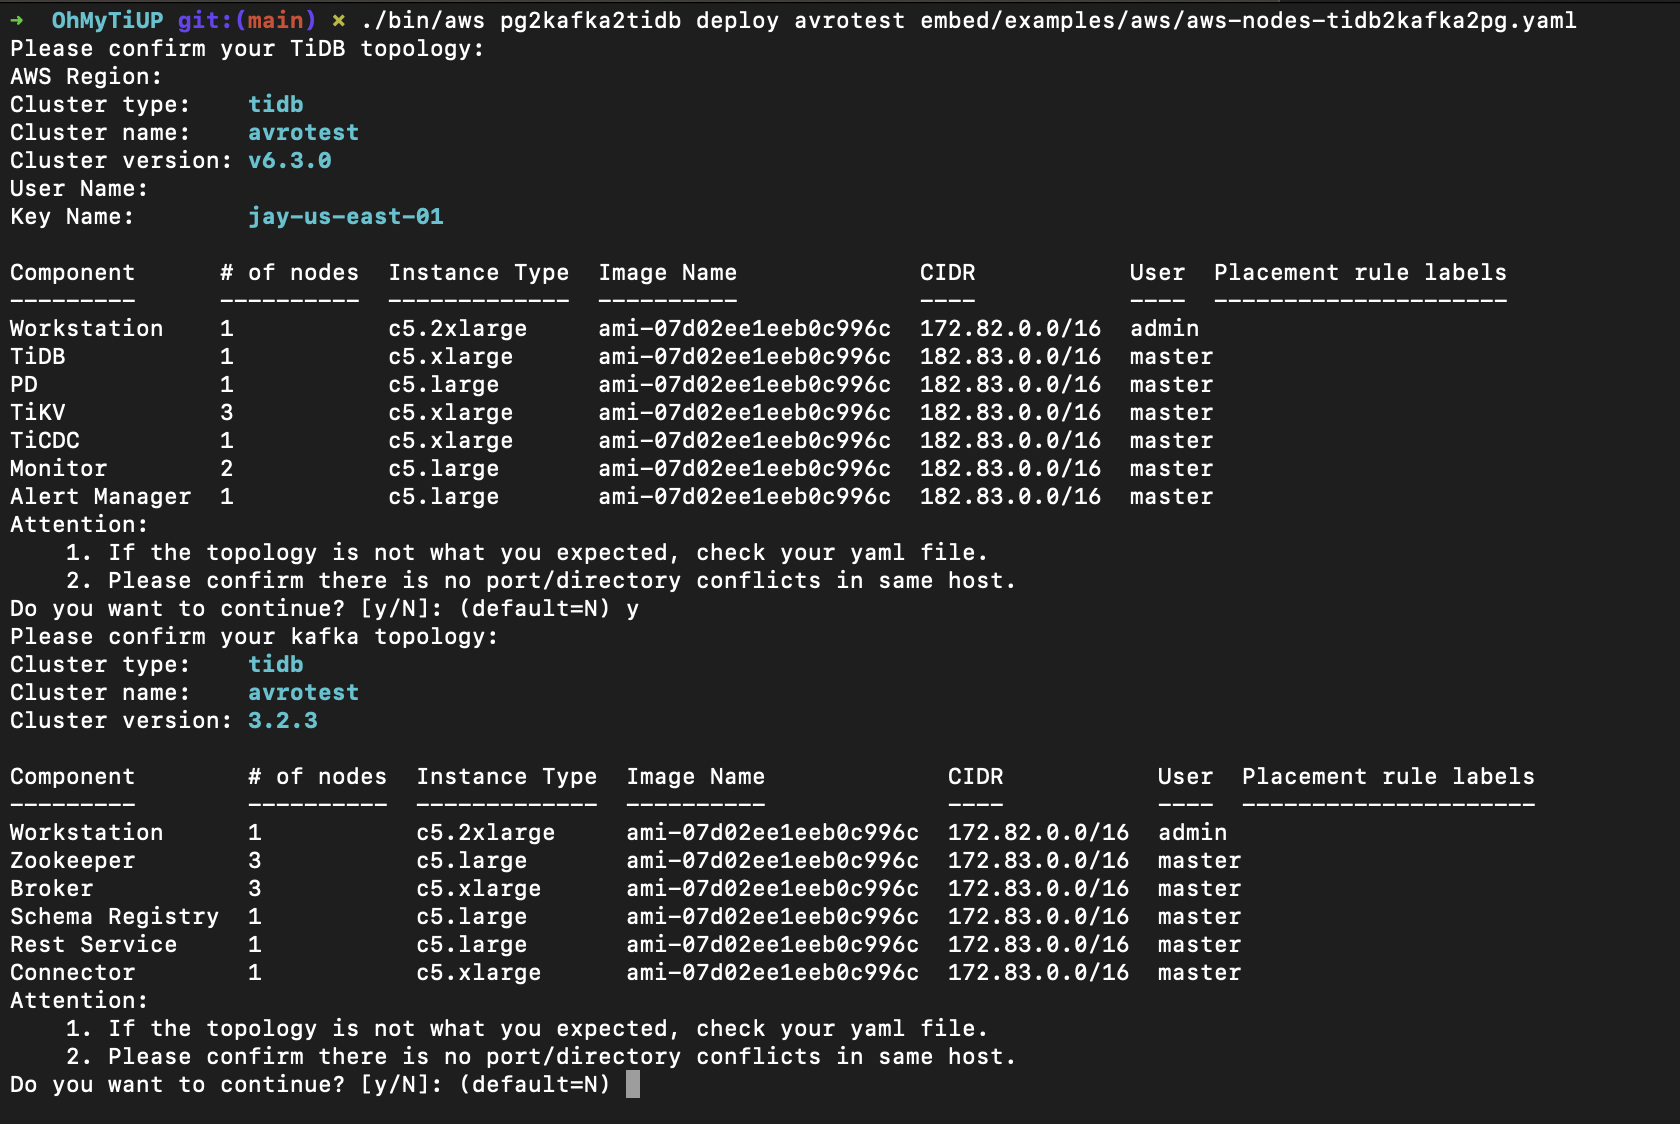 ➜  OhMyTiUP git:(main) ✗ ./bin/aws pg2kafka2tidb deploy avrotest embed/examples/aws/aws-nodes-tidb2kafka2pg.yaml
Please confirm your TiDB topology:
AWS Region:
Cluster type:    tidb
Cluster name:    avrotest
Cluster version: v6.3.0
User Name:
Key Name:        jay-us-east-01

Component      # of nodes  Instance Type  Image Name             CIDR           User  Placement rule labels
---------      ----------  -------------  ----------             ----           ----  ---------------------
Workstation    1           c5.2xlarge     ami-07d02ee1eeb0c996c  172.82.0.0/16  admin
TiDB           1           c5.xlarge      ami-07d02ee1eeb0c996c  182.83.0.0/16  master
PD             1           c5.large       ami-07d02ee1eeb0c996c  182.83.0.0/16  master
TiKV           3           c5.xlarge      ami-07d02ee1eeb0c996c  182.83.0.0/16  master
TiCDC          1           c5.xlarge      ami-07d02ee1eeb0c996c  182.83.0.0/16  master
Monitor        2           c5.large       ami-07d02ee1eeb0c996c  182.83.0.0/16  master
Alert Manager  1           c5.large       ami-07d02ee1eeb0c996c  182.83.0.0/16  master
Attention:
    1. If the topology is not what you expected, check your yaml file.
    2. Please confirm there is no port/directory conflicts in same host.
Do you want to continue? [y/N]: (default=N) y
Please confirm your kafka topology:
Cluster type:    tidb
Cluster name:    avrotest
Cluster version: 3.2.3

Component        # of nodes  Instance Type  Image Name             CIDR           User  Placement rule labels
---------        ----------  -------------  ----------             ----           ----  ---------------------
Workstation      1           c5.2xlarge     ami-07d02ee1eeb0c996c  172.82.0.0/16  admin
Zookeeper        3           c5.large       ami-07d02ee1eeb0c996c  172.83.0.0/16  master
Broker           3           c5.xlarge      ami-07d02ee1eeb0c996c  172.83.0.0/16  master
Schema Registry  1           c5.large       ami-07d02ee1eeb0c996c  172.83.0.0/16  master
Rest Service     1           c5.large       ami-07d02ee1eeb0c996c  172.83.0.0/16  master
Connector        1           c5.xlarge      ami-07d02ee1eeb0c996c  172.83.0.0/16  master
Attention:
    1. If the topology is not what you expected, check your yaml file.
    2. Please confirm there is no port/directory conflicts in same host.
Do you want to continue? [y/N]: (default=N)